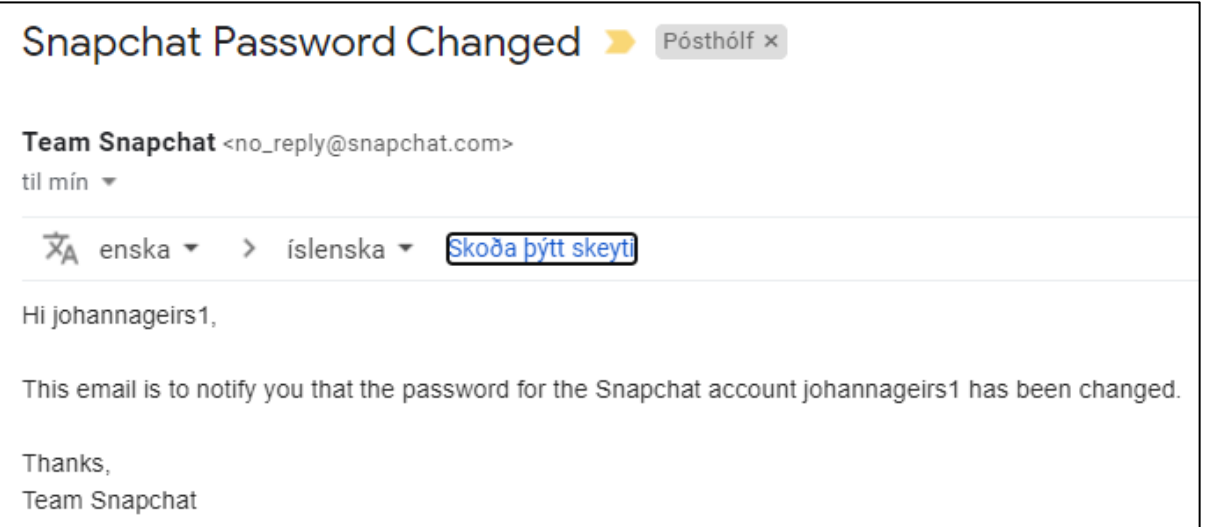 Snapchat Password Changed Pósthólf ×
Team Snapchat <no_reply@snapchat.com>
til mín
enska > íslenska Skoða þýtt skeyti
Hi johannageirs1,
This email is to notify you that the password for the Snapchat account johannageirs1 has been changed.
Thanks,
Team Snapchat